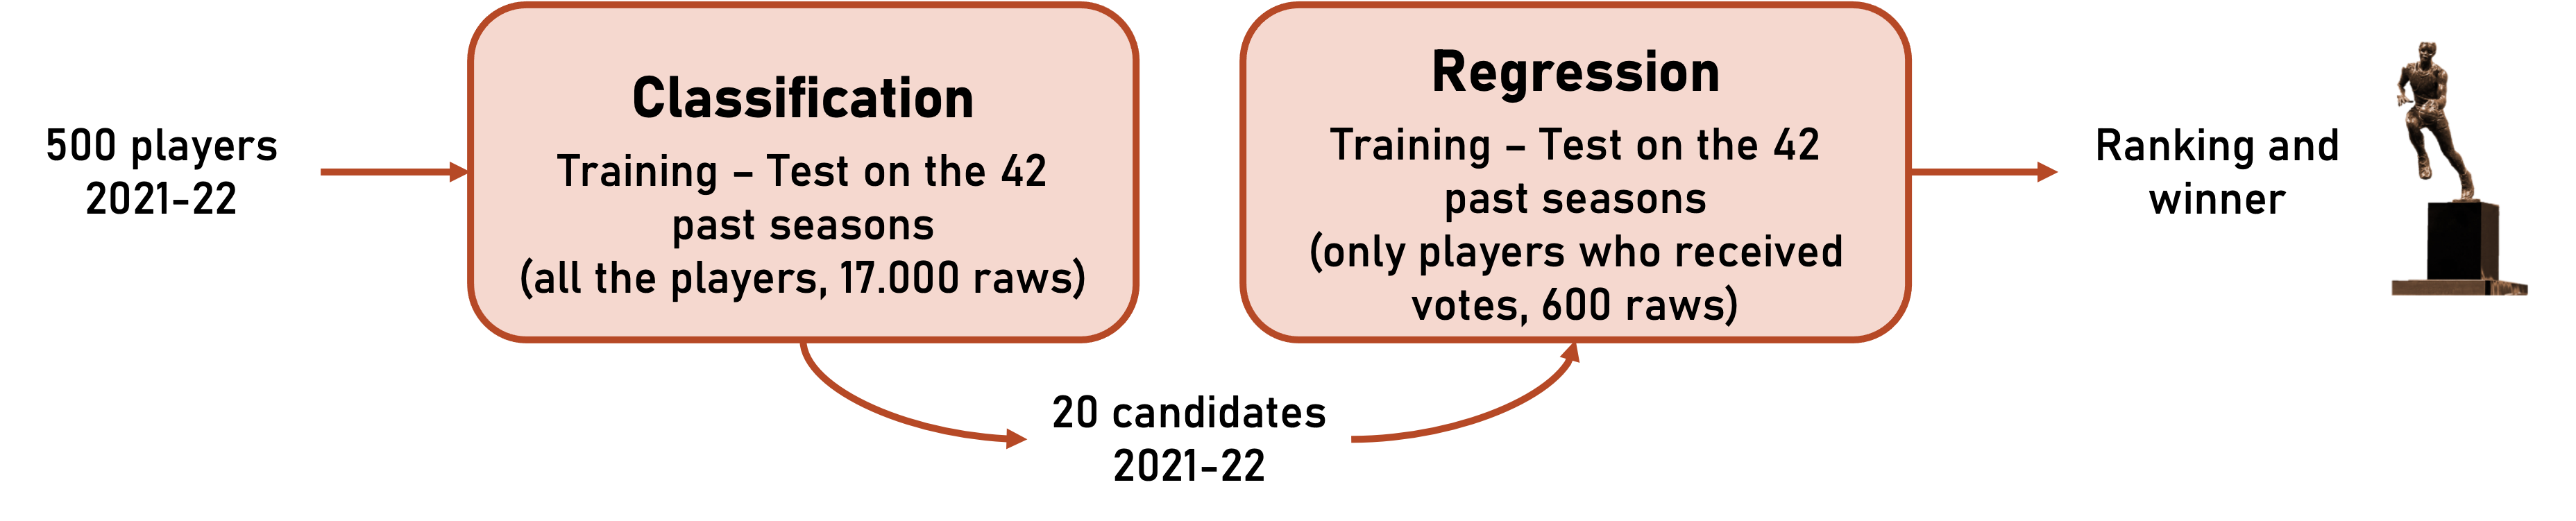 500 players
2021-22
Classification
Training – Test on the 42
past seasons
(all the players, 17.000 raws)
20 candidates
2021-22
Regression
Training – Test on the 42
past seasons
(only players who received
votes, 600 raws)
Ranking and
winner